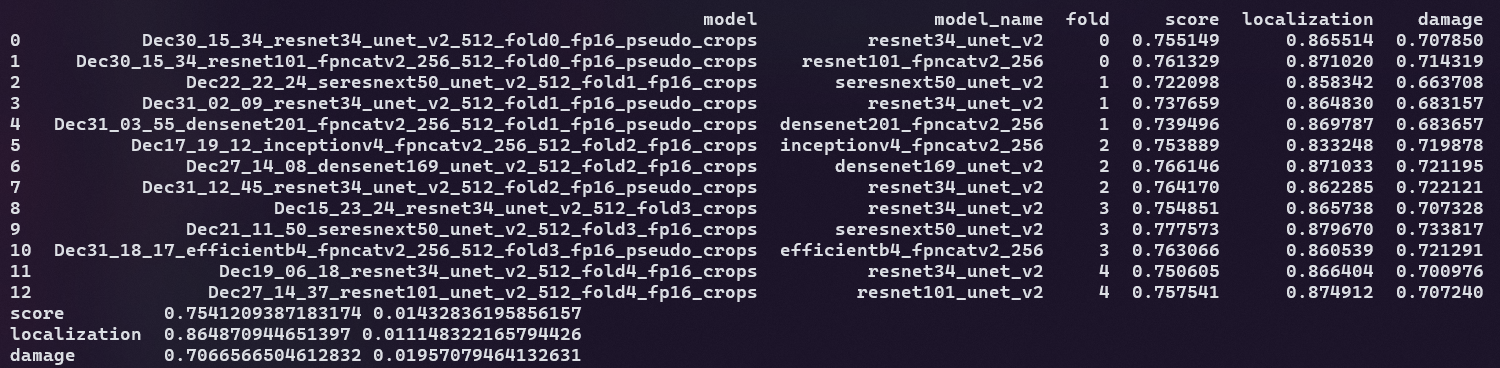 model model_name fold score localization damage
0 Dec30_15_34_resnet34_unet_v2_512_fold0_fp16_pseudo_crops resnet34_unet_v2 0 0.755149 0.865514 0.707850
1 Dec30_15_34_resnet101_fpncatv2_256_512_fold0_fp16_pseudo_crops resnet101_fpncatv2_256 0 0.761329 0.871020 0.714319
2 Dec22_22_24_seresnext50_unet_v2_512_fold1_fp16_crops seresnext50_unet_v2 1 0.722098 0.858342 0.663708
3 Dec31_02_09_resnet34_unet_v2_512_fold1_fp16_pseudo_crops resnet34_unet_v2 1 0.737659 0.864830 0.683157
4 Dec31_03_55_densenet201_fpncatv2_256_512_fold1_fp16_pseudo_crops densenet201_fpncatv2_256 1 0.739496 0.869787 0.683657
5 Dec17_19_12_inceptionv4_fpncatv2_256_512_fold2_fp16_crops inceptionv4_fpncatv2_256 2 0.753889 0.833248 0.719878
6 Dec27_14_08_densenet169_unet_v2_512_fold2_fp16_crops densenet169_unet_v2 2 0.766146 0.871033 0.721195
7 Dec31_12_45_resnet34_unet_v2_512_fold2_fp16_pseudo_crops resnet34_unet_v2 2 0.764170 0.862285 0.722121
8 Dec15_23_24_resnet34_unet_v2_512_fold3_crops resnet34_unet_v2 3 0.754851 0.865738 0.707328
9 Dec21_11_50_seresnext50_unet_v2_512_fold3_fp16_crops seresnext50_unet_v2 3 0.777573 0.879670 0.733817
10 Dec31_18_17_efficientb4_fpncatv2_256_512_fold3_fp16_pseudo_crops efficientb4_fpncatv2_256 3 0.763066 0.860539 0.721291
11 Dec19_06_18_resnet34_unet_v2_512_fold4_fp16_crops resnet34_unet_v2 4 0.750605 0.866404 0.700976
12 Dec27_14_37_resnet101_unet_v2_512_fold4_fp16_crops resnet101_unet_v2 4 0.757541 0.874912 0.707240
score 0.7541209387183174 0.01432836195856157
localization 0.864870944651397 0.011148322165794426
damage 0.7066566504612832 0.01957079464132631